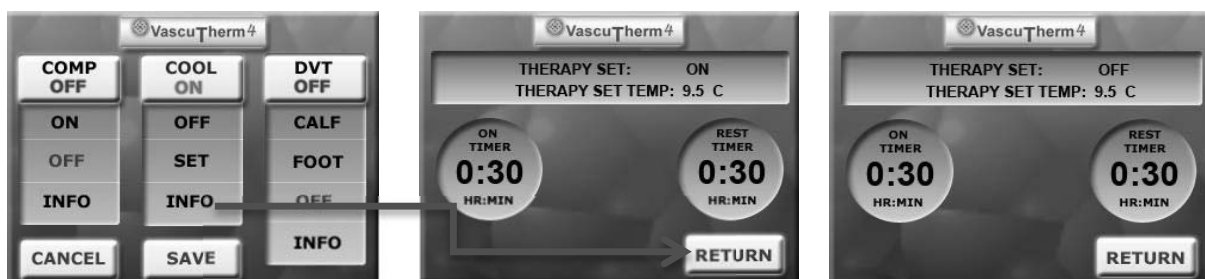 VascuTherm4
COMP OFF
COOL ON
DVT OFF
ON
OFF
CALF
OFF
SET
FOOT
INFO
INFO
OFF
INFO
CANCEL
SAVE
VascuTherm4
THERAPY SET: ON
THERAPY SET TEMP: 9.5 C
ON
TIMER
0:30
HR:MIN
REST
TIMER
0:30
HR:MIN
RETURN
VascuTherm4
THERAPY SET: OFF
THERAPY SET TEMP: 9.5 C
ON
TIMER
0:30
HR:MIN
REST
TIMER
0:30
HR:MIN
RETURN